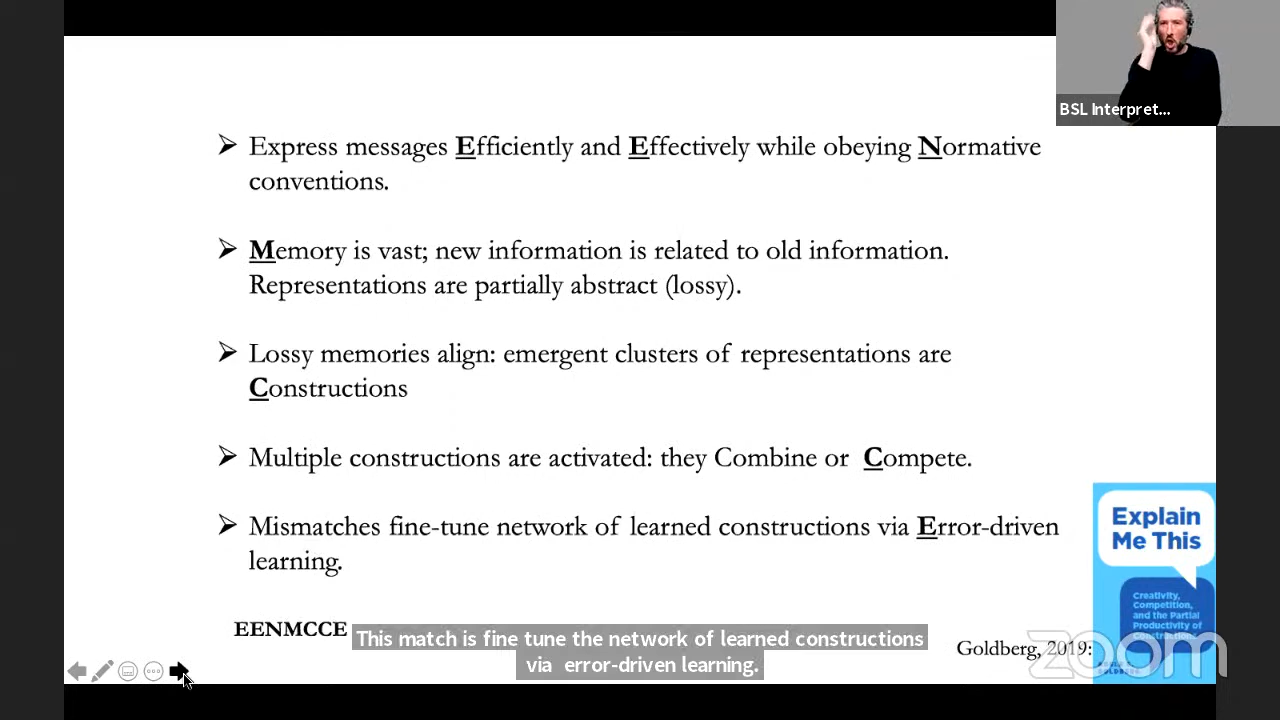 BSL Interpret...
➢ Express messages Efficiently and Effectively while obeying Normative
conventions.
➢ Memory is vast; new information is related to old information.
Representations are partially abstract (lossy).
➢ Lossy memories align: emergent clusters of representations are
Constructions
➢ Multiple constructions are activated: they Combine or Compete.
➢ Mismatches fine-tune network of learned constructions via Error-driven
learning.
Explain
Me This
Creativity,
Competition,
and the Partial
Productivity of
Constructions
EENMCCE
This match is fine tune the network of learned constructions
via error-driven learning.
Goldberg, 2019:
zoom